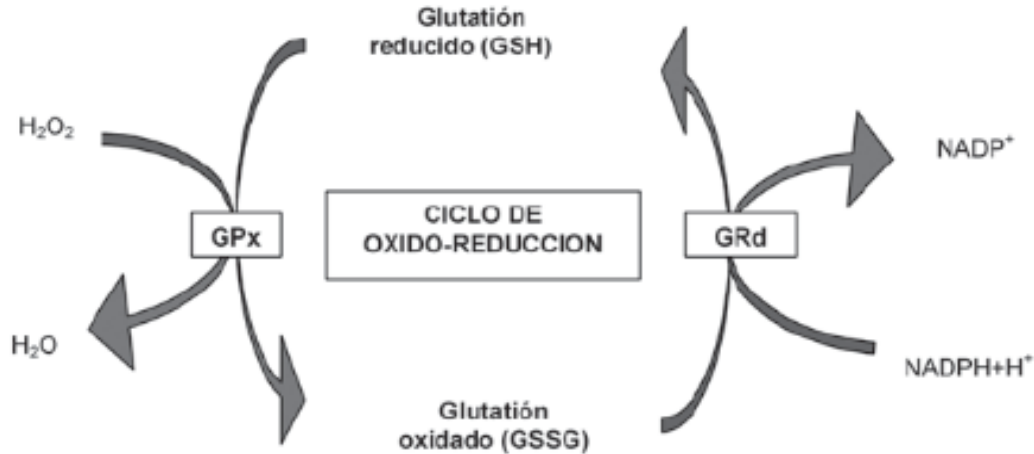 Glutatión
reducido (GSH)
H₂O₂
NADP⁺
CICLO DE
OXIDO-REDUCCION
GPx
GRd
H₂O
NADPH+H⁺
Glutatión
oxidado (GSSG)